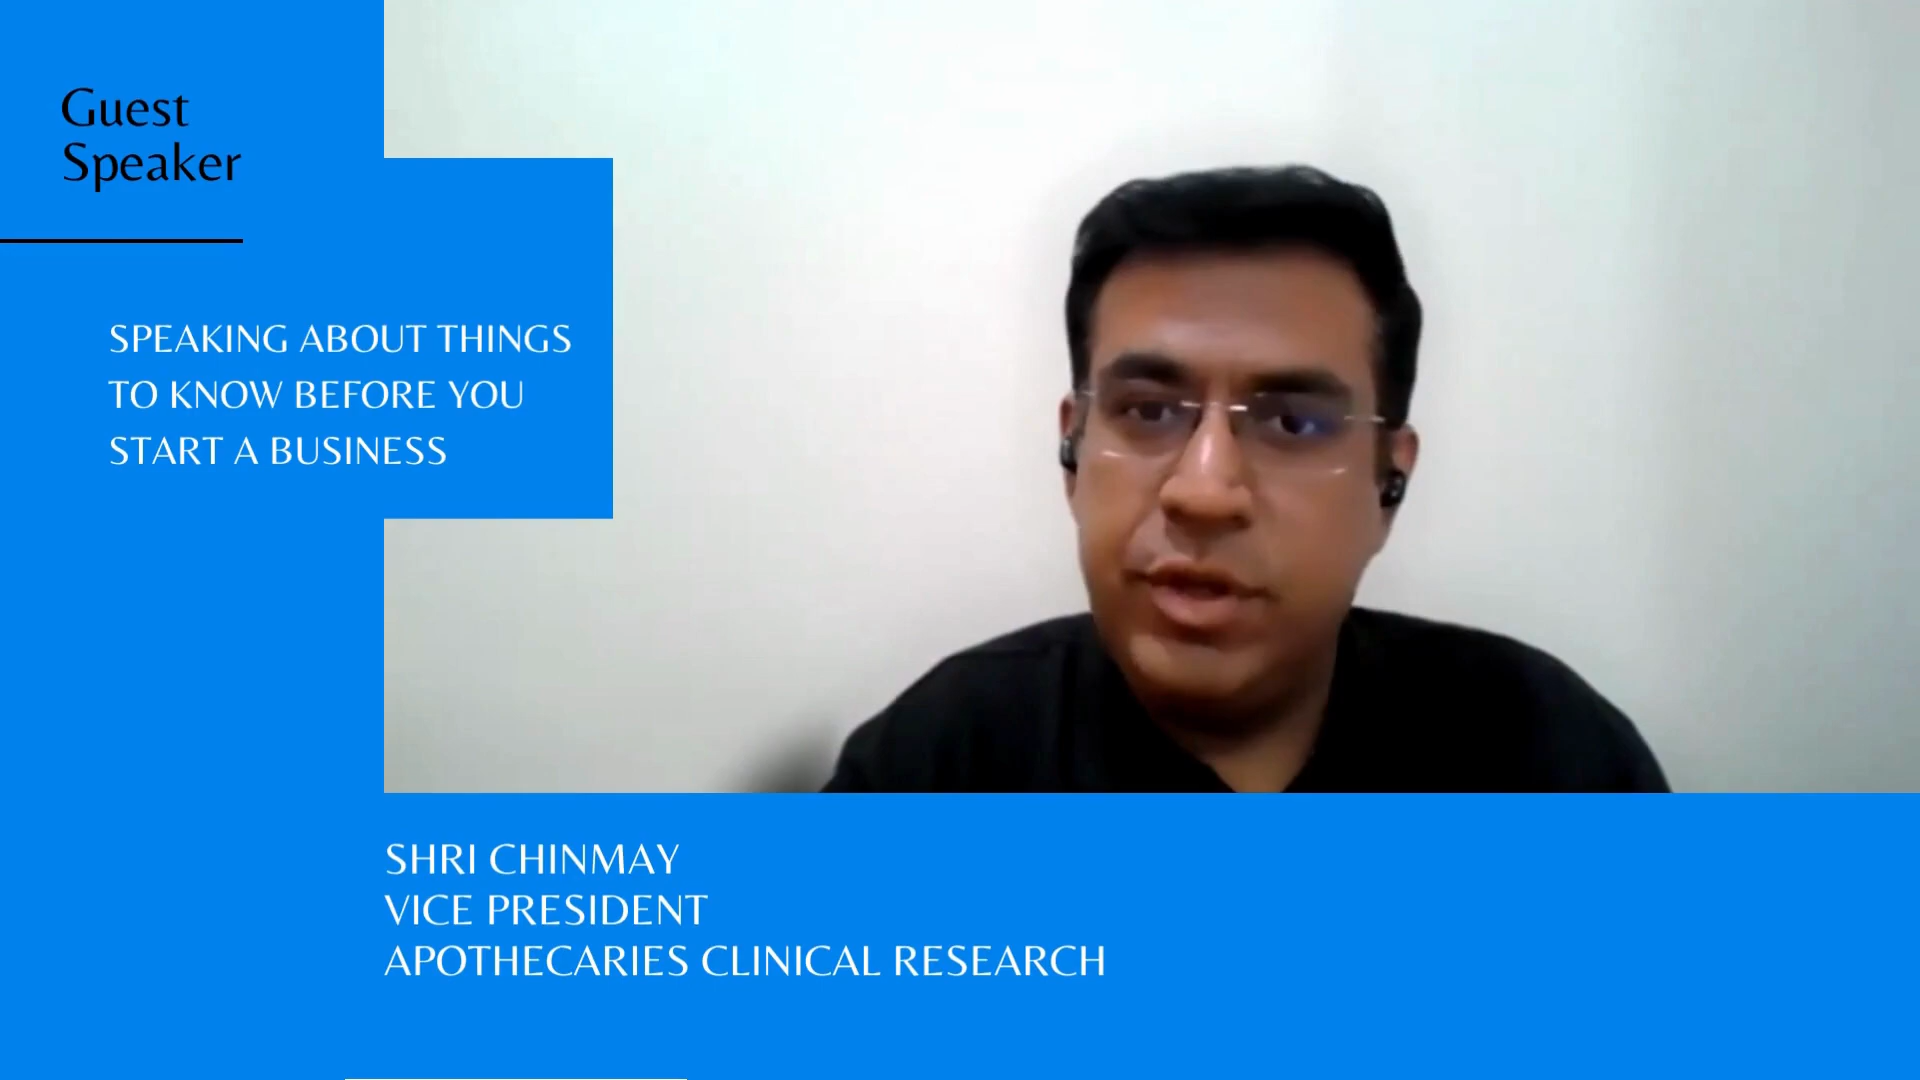 Guest
Speaker
SPEAKING ABOUT THINGS
TO KNOW BEFORE YOU
START A BUSINESS
SHRI CHINMAY
VICE PRESIDENT
APOTHECARIES CLINICAL RESEARCH